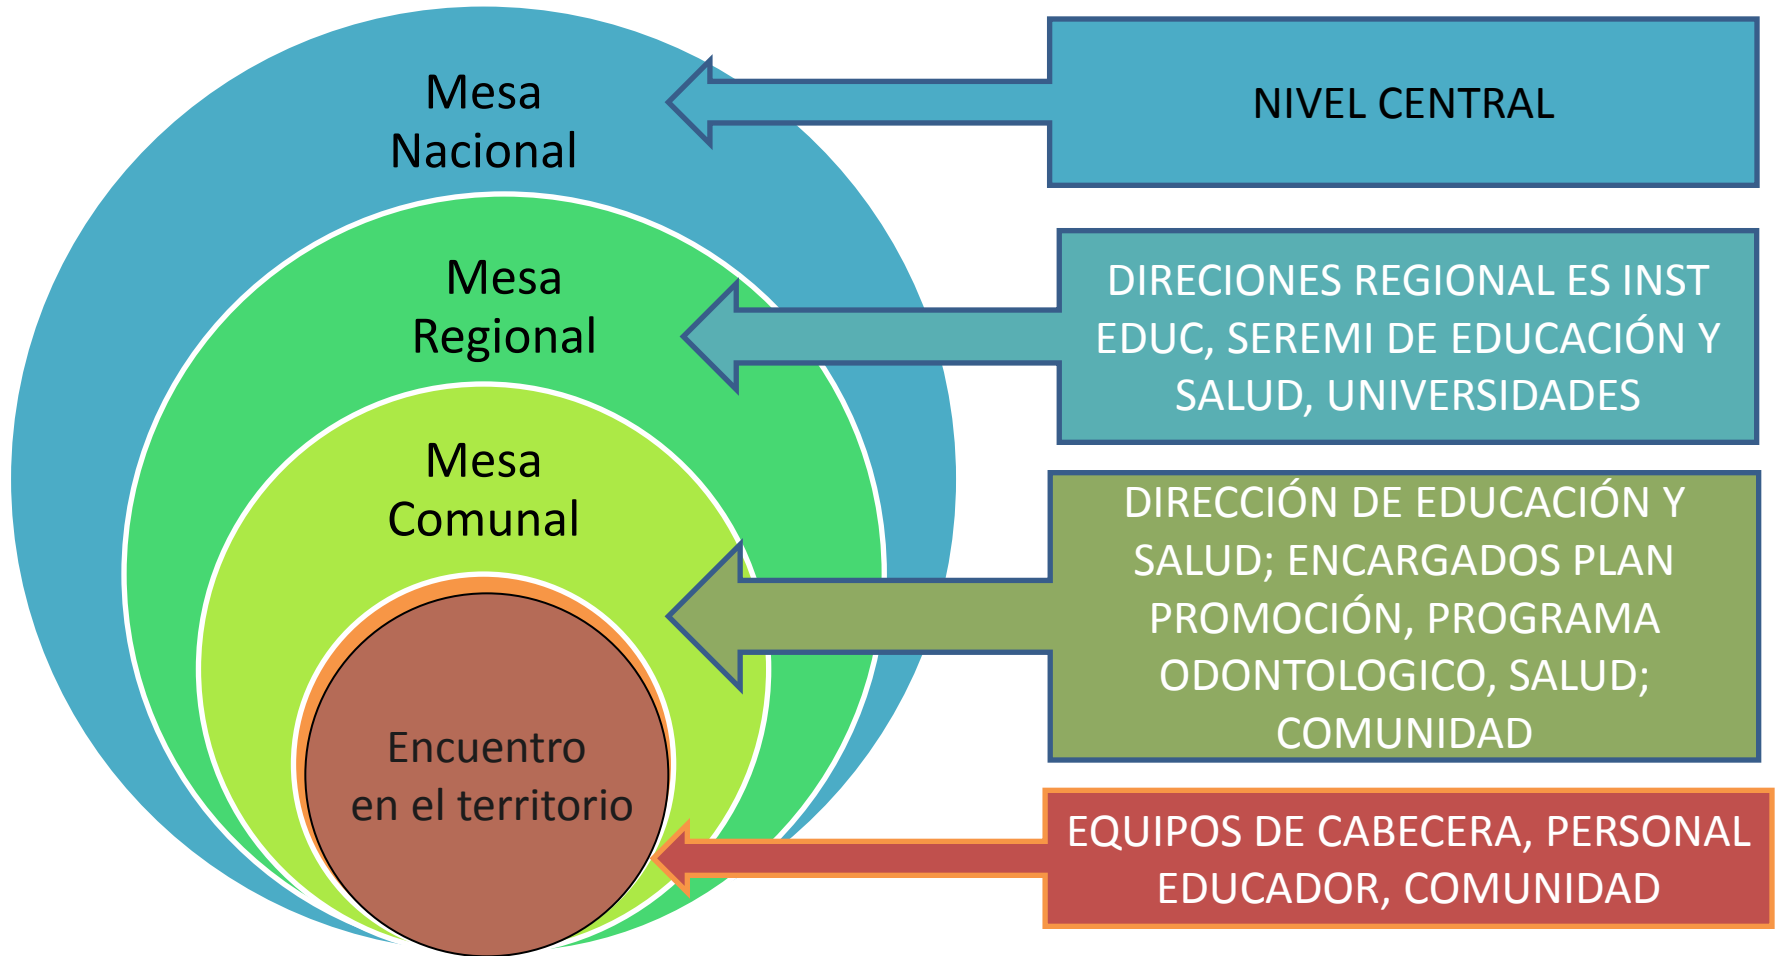 Mesa
Nacional
NIVEL CENTRAL
Mesa
Regional
DIRECIONES REGIONAL ES INST
EDUC, SEREMI DE EDUCACIÓN Y
SALUD, UNIVERSIDADES
Mesa
Comunal
DIRECCIÓN DE EDUCACIÓN Y
SALUD; ENCARGADOS PLAN
PROMOCIÓN, PROGRAMA
ODONTOLOGICO, SALUD;
COMUNIDAD
Encuentro
en el territorio
EQUIPOS DE CABECERA, PERSONAL
EDUCADOR, COMUNIDAD